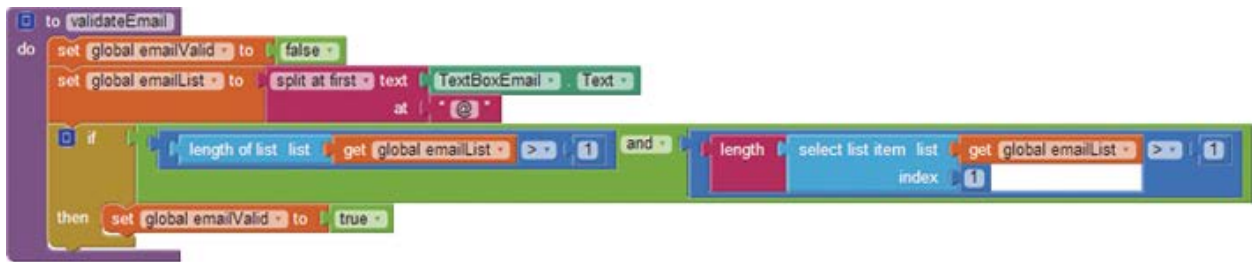 to validateEmail
do set global emailValid to false
set global emailList to split at first text TextBoxEmail . Text
at " @ "
if length of list list get global emailList > 1 and length select list item list get global emailList > 1
index 1
then set global emailValid to true